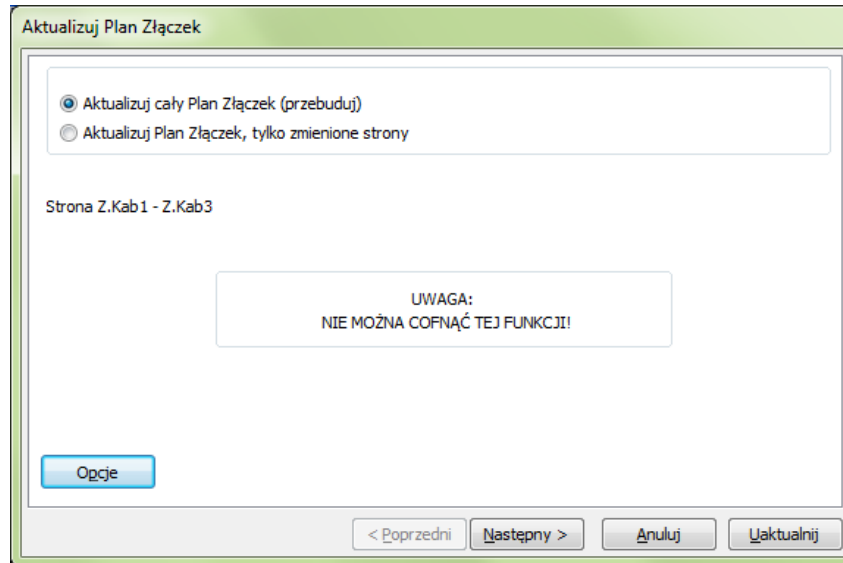 Aktualizuj Plan Złączek
Aktualizuj cały Plan Złączek (przebuduj)
Aktualizuj Plan Złączek, tylko zmienione strony
Strona Z.Kab1 - Z.Kab3
UWAGA:
NIE MOŻNA COFNĄĆ TEJ FUNKCJI!
Opcje
< Poprzedni Następny > Anuluj Uaktualnij